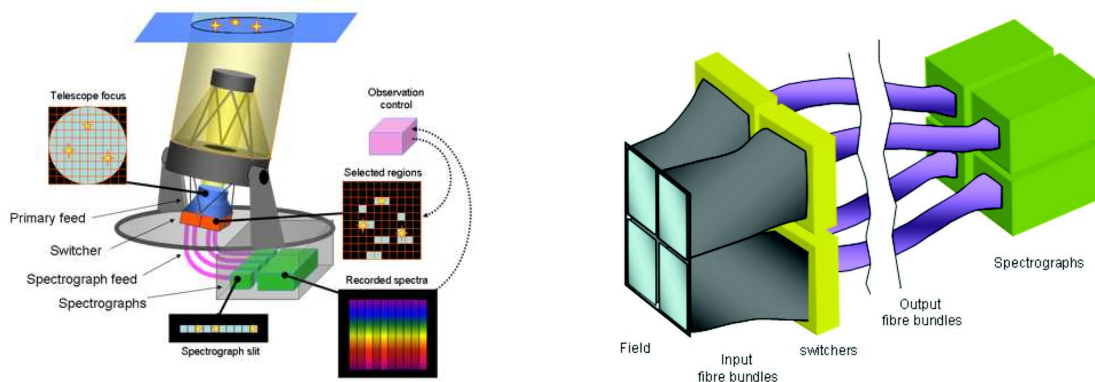 Telescope focus
Observation
control
Selected regions
Primary feed
Switcher
Spectrograph feed
Spectrographs
Recorded spectra
Spectrograph slit
Spectrographs
Output
fibre bundles
Field
Input
fibre bundles
switchers